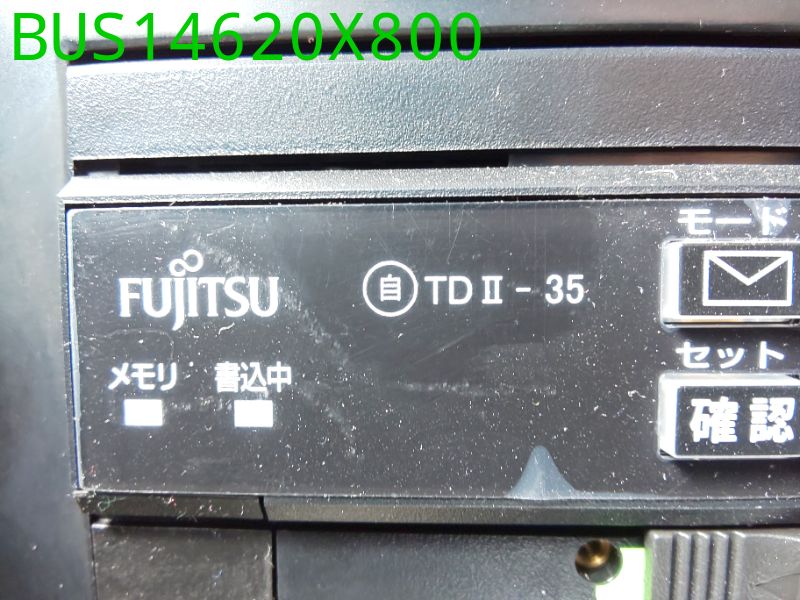 BUS14620X800
モード
FUJITSU
自 TDⅡ-35
メモリ 書込中
セット
確認